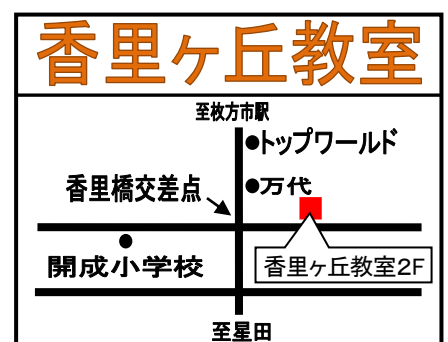 香里ヶ丘教室
至枚方市駅
●トップワールド
香里橋交差点
●万代
●
開成小学校
香里ヶ丘教室2F
至星田